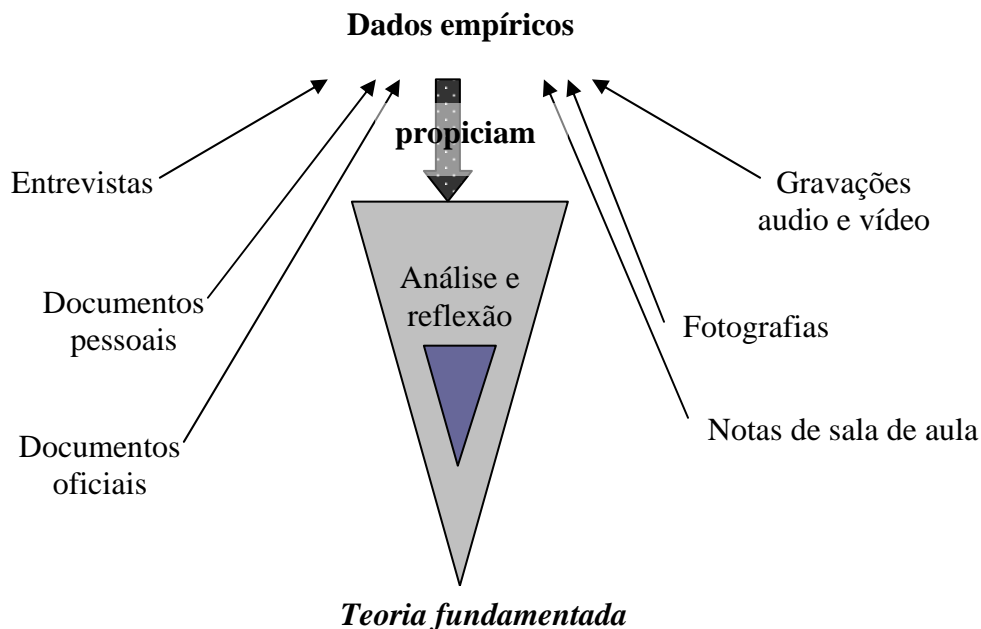 Dados empíricos
propiciam
Entrevistas
Gravações
audio e vídeo
Análise e
reflexão
Documentos
pessoais
Fotografias
Documentos
oficiais
Notas de sala de aula
Teoria fundamentada